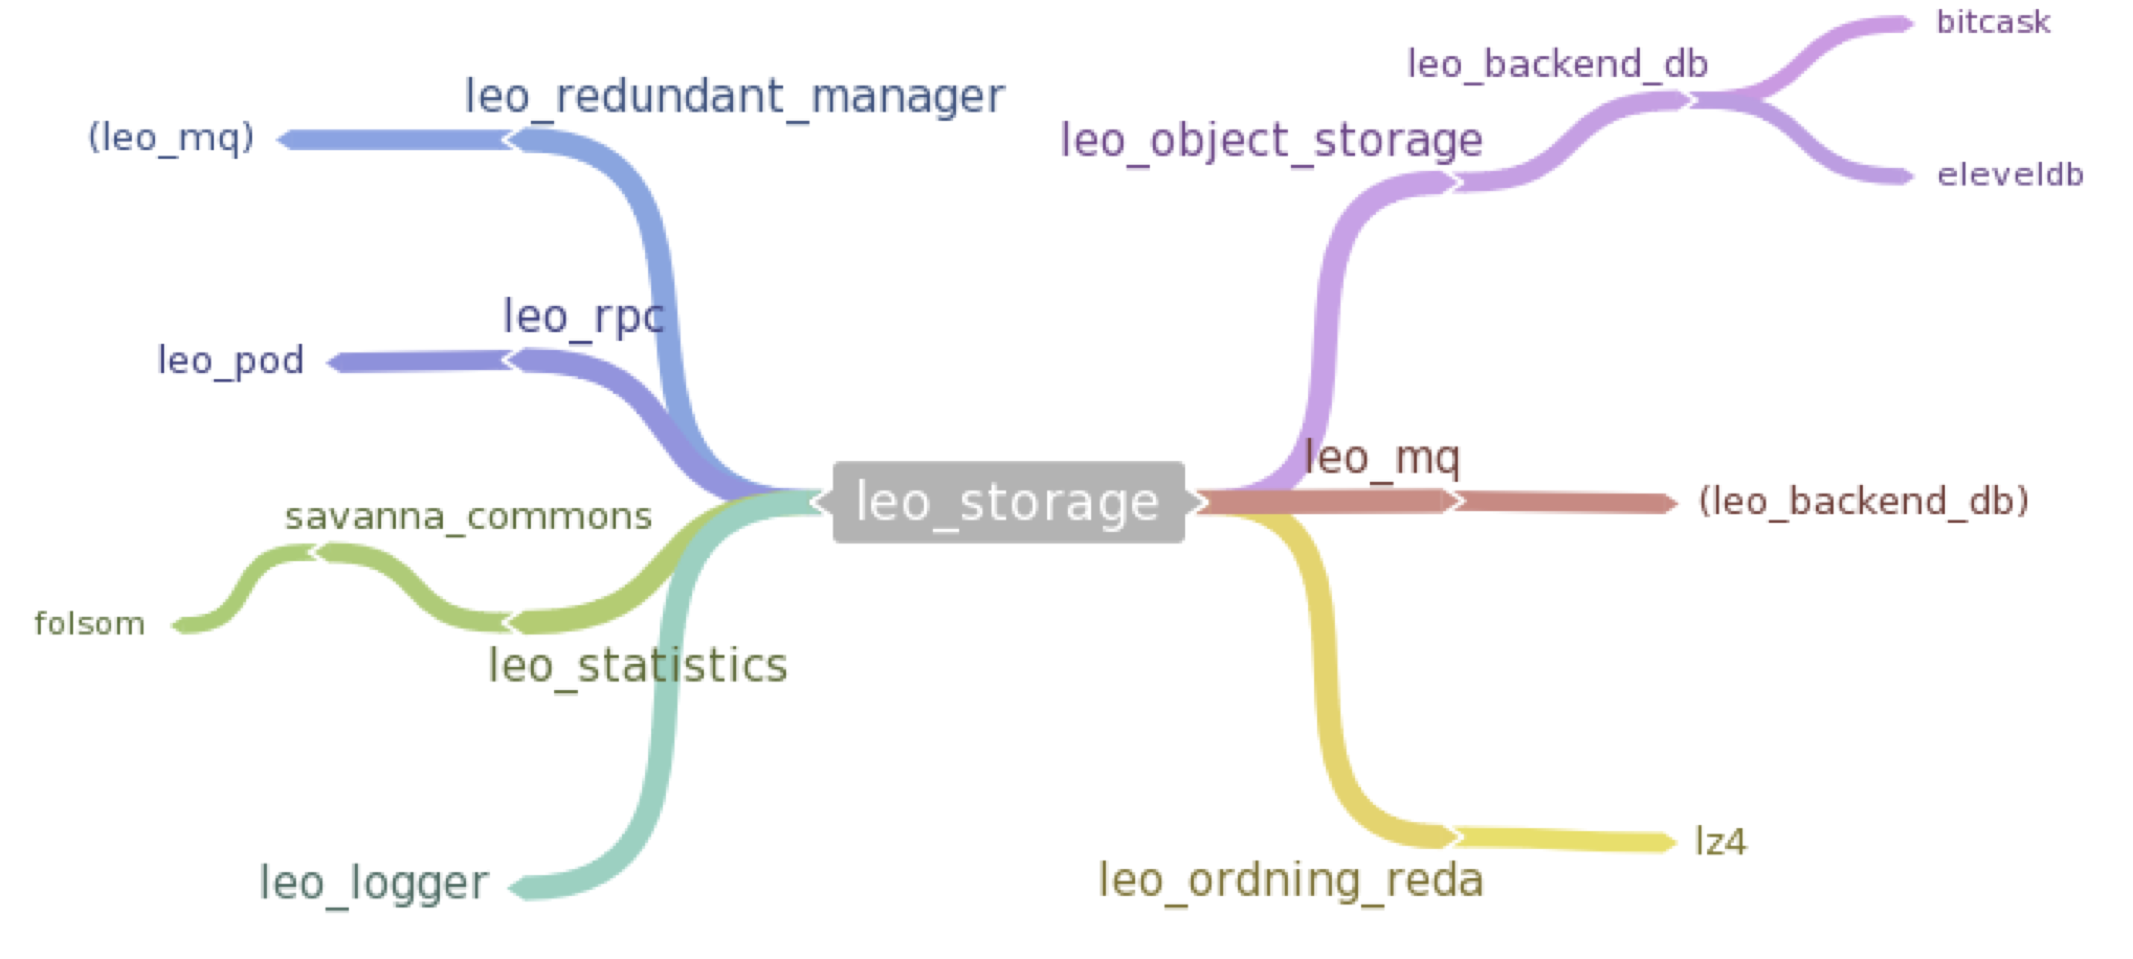 bitcask
leo_backend_db
leo_redundant_manager
(leo_mq)
leo_object_storage
eleveldb
leo_rpc
leo_pod
leo_mq
leo_storage
(leo_backend_db)
savanna_commons
folsom
leo_statistics
lz4
leo_logger
leo_ordning_reda